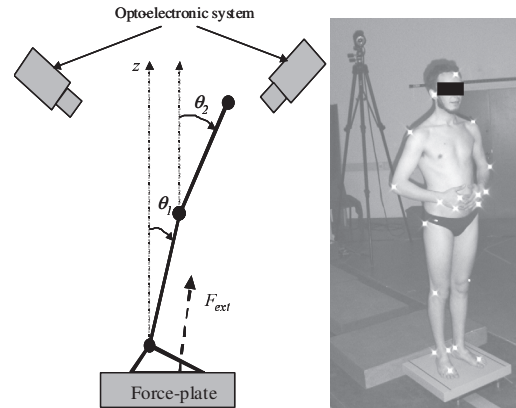 Optoelectronic system
z
θ2
θ1
Fext
Force-plate